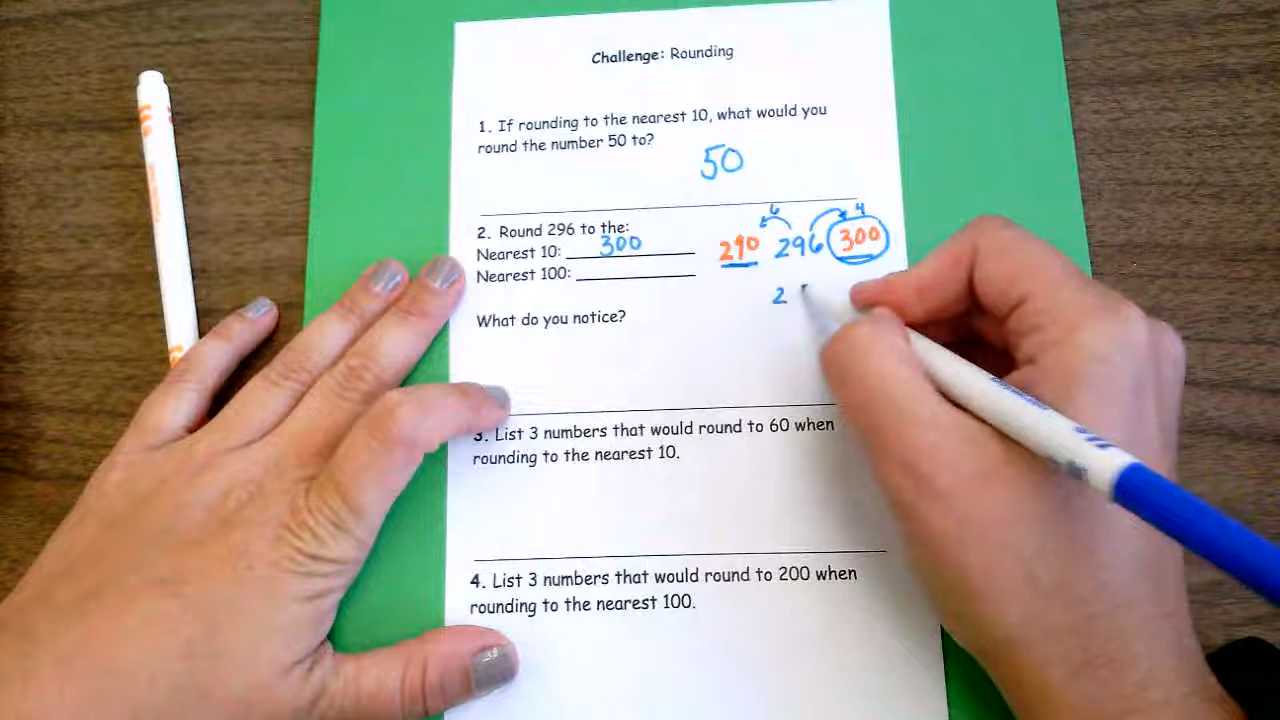 Challenge: Rounding
1. If rounding to the nearest 10, what would you
round the number 50 to?
50
2. Round 296 to the:
6 4
Nearest 10: 300 290 296 300
Nearest 100:
2
What do you notice?
3. List 3 numbers that would round to 60 when
rounding to the nearest 10.
4. List 3 numbers that would round to 200 when
rounding to the nearest 100.